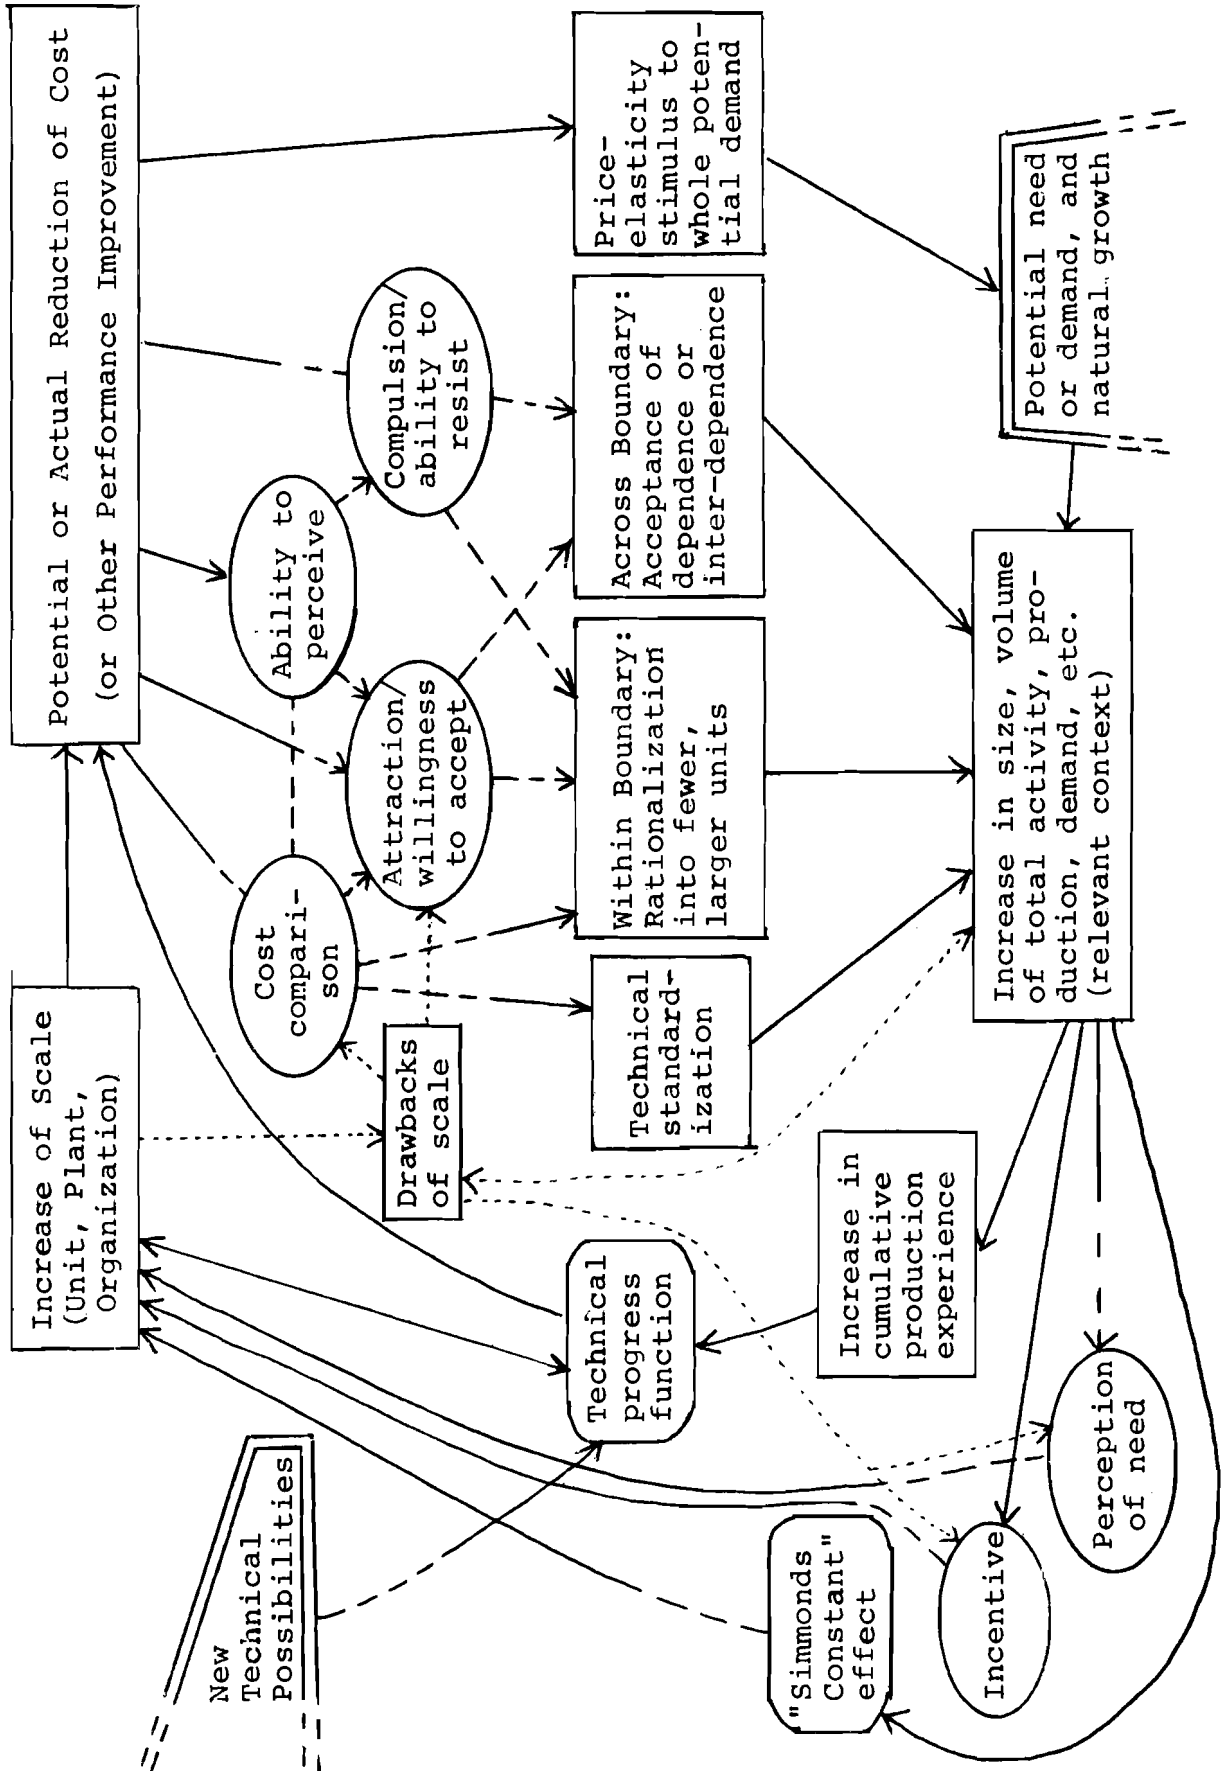 Increase of Scale
(Unit, Plant,
Organization)
Potential or Actual Reduction of Cost
(or Other Performance Improvement)
New
Technical
Possibilities
Cost
compari-
son
Ability to
perceive
Drawbacks
of scale
Attraction/
willingness
to accept
Compulsion/
ability to
resist
Technical
progress
function
Technical
standard-
ization
Within Boundary:
Rationalization
into fewer,
larger units
Across Boundary:
Acceptance of
dependence or
inter-dependence
Price-
elasticity
stimulus to
whole poten-
tial demand
"Simmonds
Constant"
effect
Increase in
cumulative
production
experience
Incentive
Perception
of need
Increase in size, volume
of total activity, pro-
duction, demand, etc.
(relevant context)
Potential need
or demand, and
natural growth